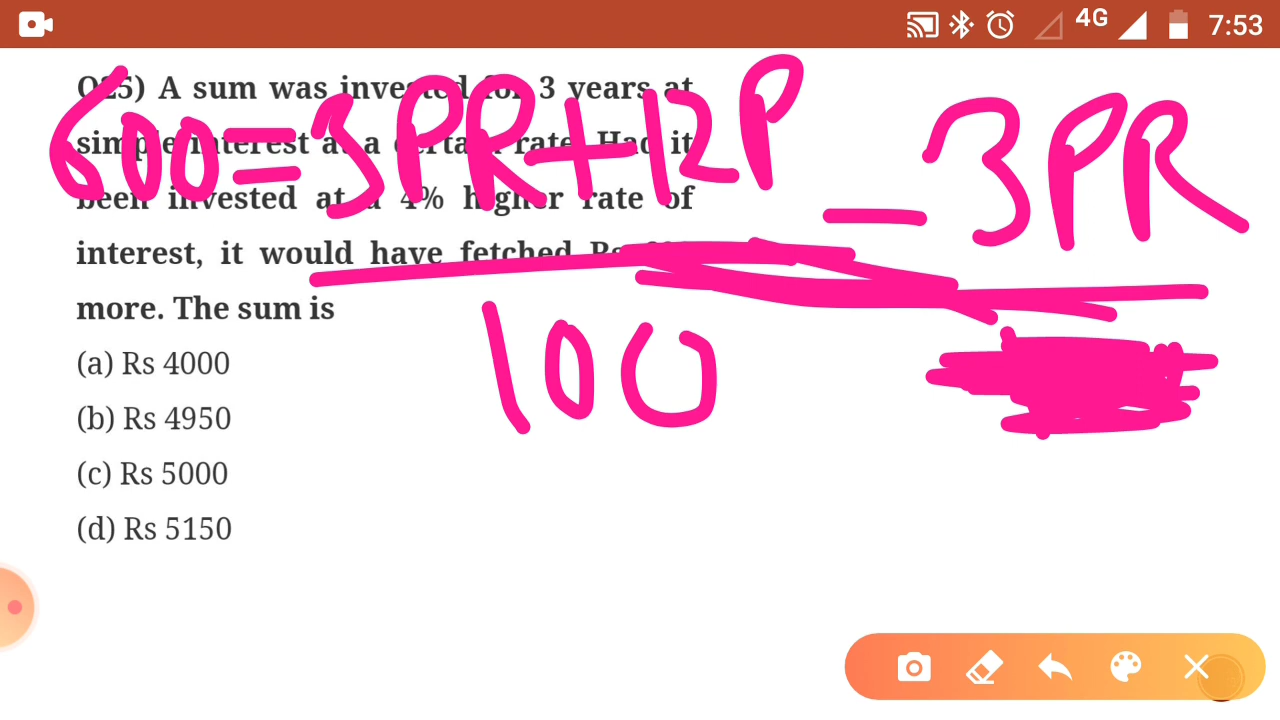 4G 7:53
Q25) A sum was invested for 3 years at
simple interest at a certain rate. Had it
been invested at a 4% higher rate of
interest, it would have fetched Rs
more. The sum is
(a) Rs 4000
(b) Rs 4950
(c) Rs 5000
(d) Rs 5150
600=3PR+12P-3PR
100